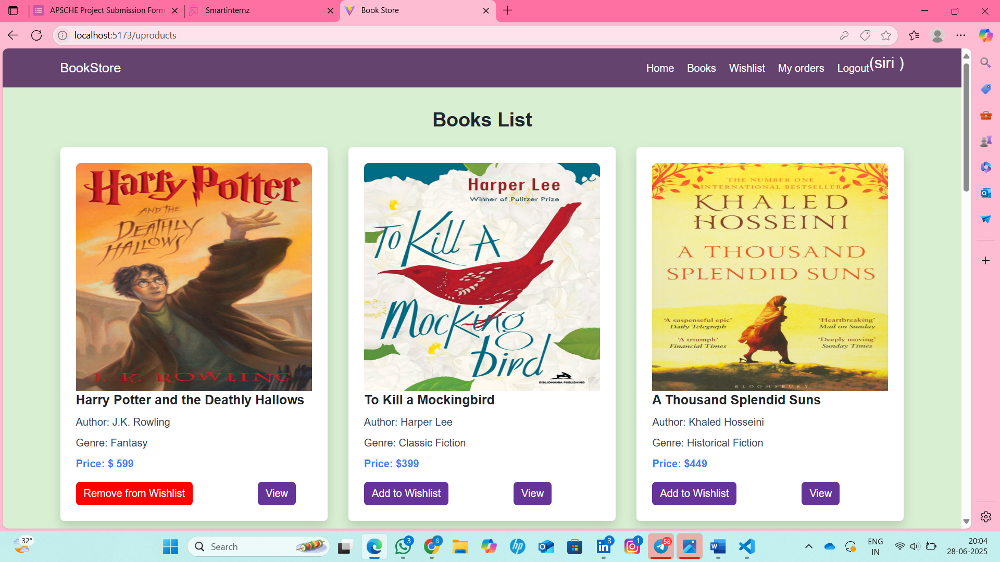 APSCHE Project Submission Form
Smartinternz
Book Store
localhost:5173/uproducts
BookStore
Home
Books
Wishlist
My orders
Logout(siri )
Books List
Harry Potter
AND THE
DEATHLY
HALLOWS
J. K. ROWLING
Harry Potter and the Deathly Hallows
Author: J.K. Rowling
Genre: Fantasy
Price: $ 599
Remove from Wishlist
View
Harper Lee
Winner of Pulitzer Prize
To Kill A
Mocking
bird
BIBLIOMANIA PUBLISHING
To Kill a Mockingbird
Author: Harper Lee
Genre: Classic Fiction
Price: $399
Add to Wishlist
View
THE NUMBER ONE
INTERNATIONAL BESTSELLER
KHALED
HOSSEINI
A THOUSAND
SPLENDID SUNS
‘A suspenseful epic’
Daily Telegraph
‘Heartbreaking’
Mail on Sunday
‘A triumph’
Financial Times
‘Deeply moving’
Sunday Times
BLOOMSBURY
A Thousand Splendid Suns
Author: Khaled Hosseini
Genre: Historical Fiction
Price: $449
Add to Wishlist
View
32°
Search
3
S
hp
3
1
58
ENG
IN
20:04
28-06-2025